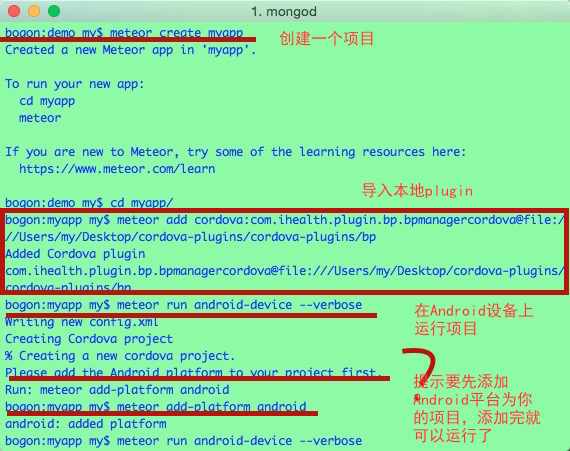 1. mongod
bogon:demo my$ meteor create myapp
创建一个项目
Created a new Meteor app in 'myapp'.
To run your new app:
cd myapp
meteor
If you are new to Meteor, try some of the learning resources here:
https://www.meteor.com/learn
bogon:demo my$ cd myapp/
导入本地plugin
bogon:myapp my$ meteor add cordova:com.ihealth.plugin.bp.bpmanagercordova@file:/
//Users/my/Desktop/cordova-plugins/cordova-plugins/bp
Added Cordova plugin
com.ihealth.plugin.bp.bpmanagercordova@file:///Users/my/Desktop/cordova-plugins/
cordova-plugins/bp
bogon:myapp my$ meteor run android-device --verbose
在Android设备上
运行项目
Writing new config.xml
Creating Cordova project
% Creating a new cordova project.
Please add the Android platform to your project first.
Run: meteor add-platform android
bogon:myapp my$ meteor add-platform android
android: added platform
bogon:myapp my$ meteor run android-device --verbose
提示要先添加
Android平台为你
的项目，添加完就
可以运行了